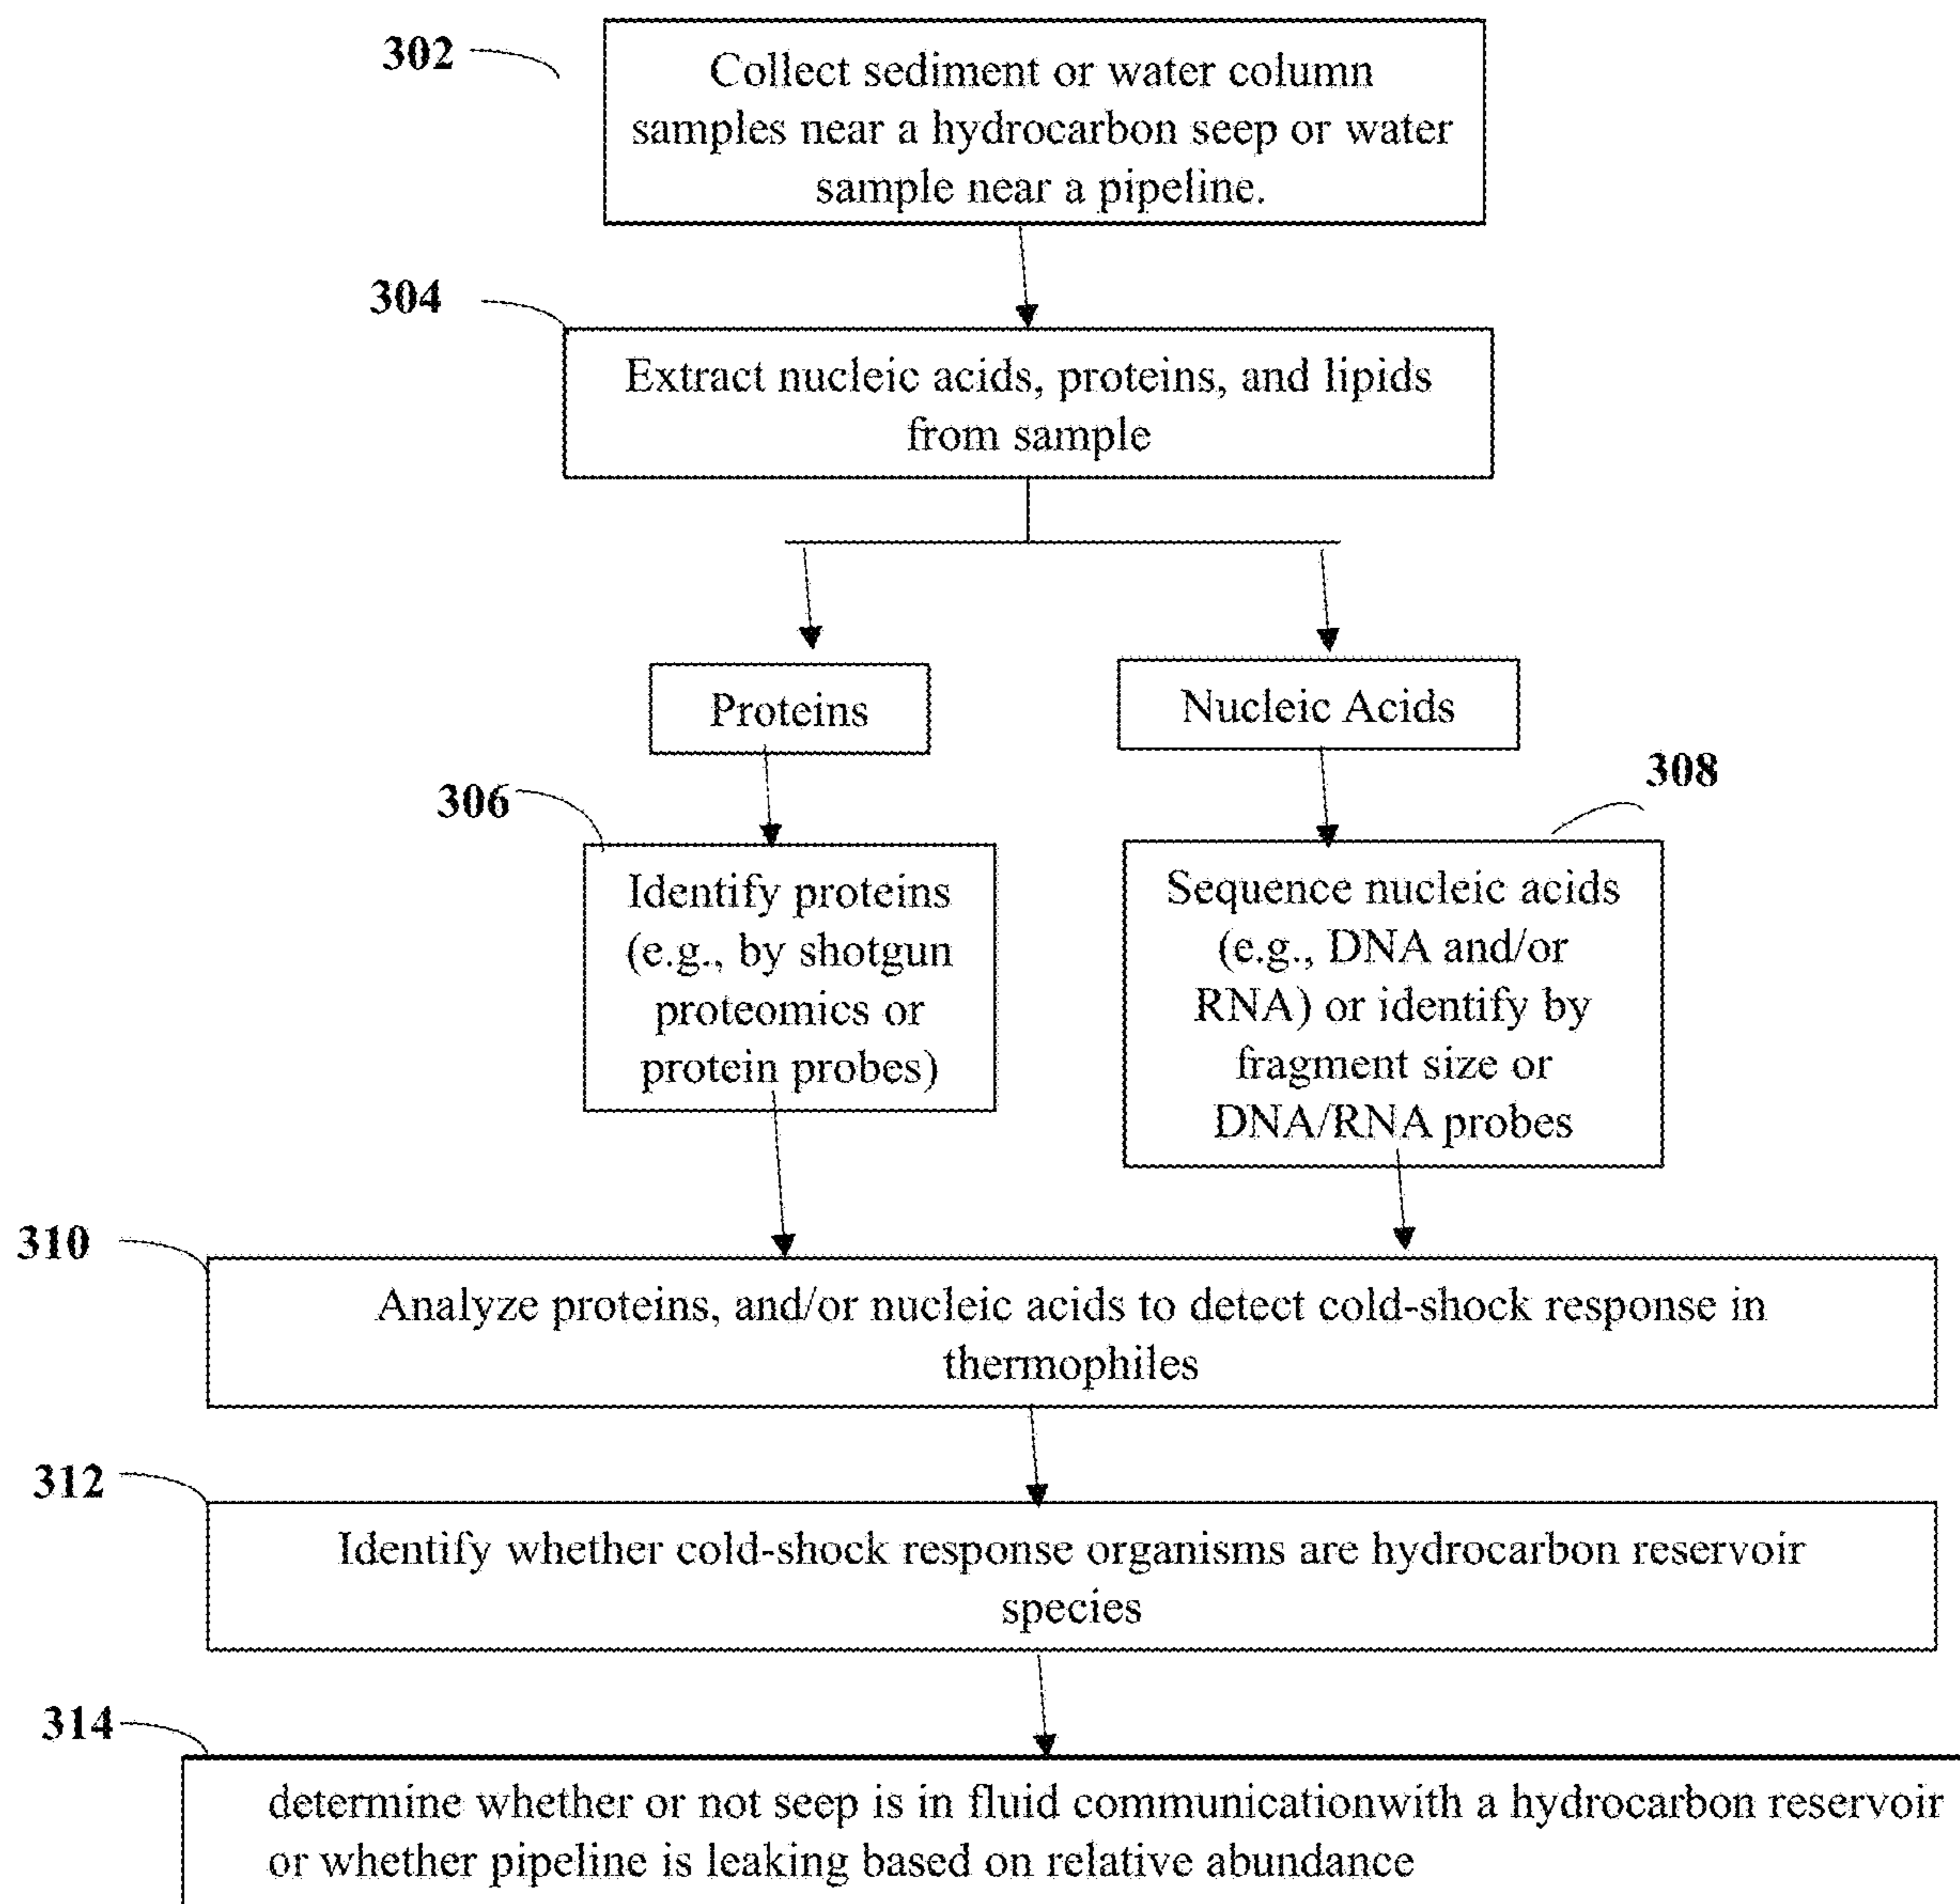 302
Collect sediment or water column
samples near a hydrocarbon seep or water
sample near a pipeline.
304
Extract nucleic acids, proteins, and lipids
from sample
Proteins
Nucleic Acids
306
308
Identify proteins
(e.g., by shotgun
proteomics or
protein probes)
Sequence nucleic acids
(e.g., DNA and/or
RNA) or identify by
fragment size or
DNA/RNA probes
310
Analyze proteins, and/or nucleic acids to detect cold-shock response in
thermophiles
312
Identify whether cold-shock response organisms are hydrocarbon reservoir
species
314
determine whether or not seep is in fluid communicationwith a hydrocarbon reservoir
or whether pipeline is leaking based on relative abundance